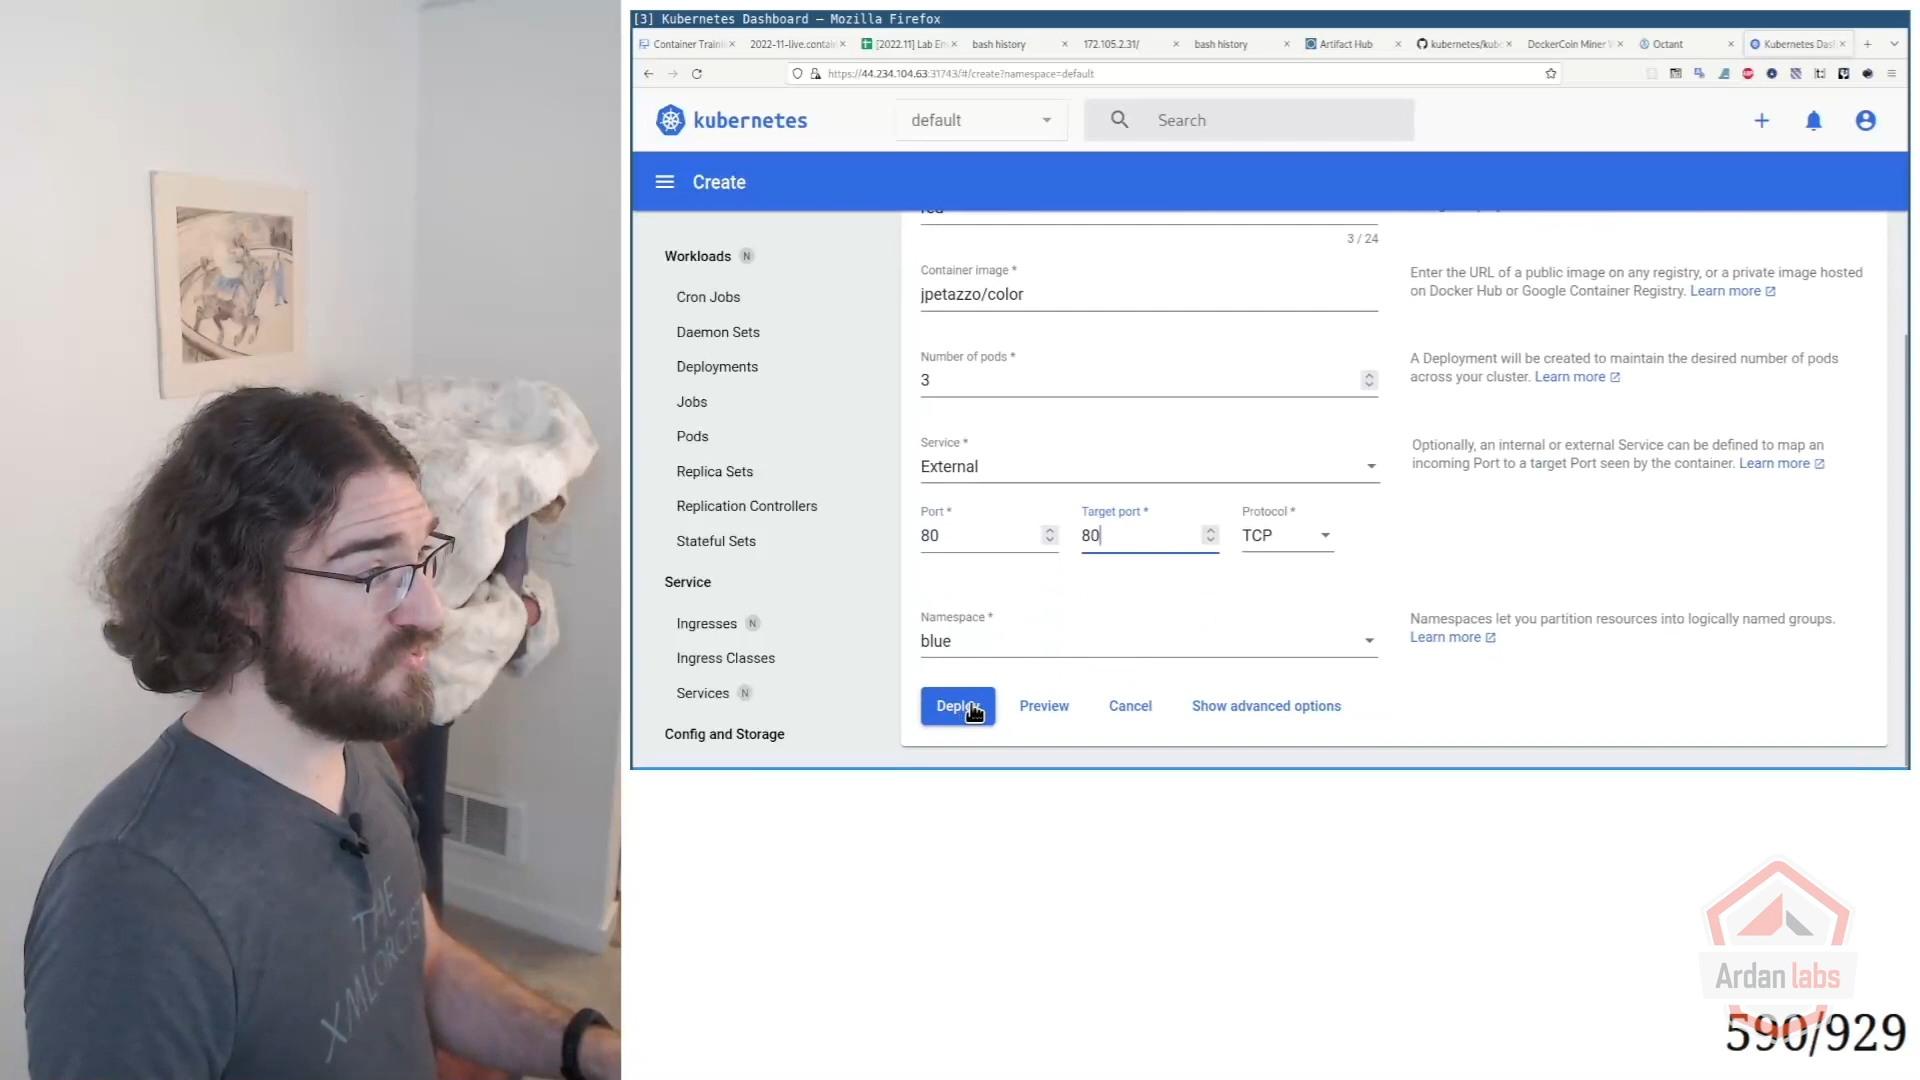 [3] Kubernetes Dashboard — Mozilla Firefox
Container Traini
2022-11-live.contain
[2022.11] Lab En
bash history
172.105.2.31/
bash history
Artifact Hub
kubernetes/kub
DockerCoin Miner
Octant
Kubernetes Das
https://44.234.104.63:31743/#/create?namespace=default
kubernetes
default
Search
Create
3 / 24
Workloads N
Cron Jobs
Daemon Sets
Deployments
Jobs
Pods
Replica Sets
Replication Controllers
Stateful Sets
Service
Ingresses N
Ingress Classes
Services N
Config and Storage
Container image *
jpetazzo/color
Enter the URL of a public image on any registry, or a private image hosted
on Docker Hub or Google Container Registry. Learn more
Number of pods *
3
A Deployment will be created to maintain the desired number of pods
across your cluster. Learn more
Service *
External
Optionally, an internal or external Service can be defined to map an
incoming Port to a target Port seen by the container. Learn more
Port *
80
Target port *
80
Protocol *
TCP
Namespace *
blue
Namespaces let you partition resources into logically named groups.
Learn more
Deploy
Preview
Cancel
Show advanced options
THE
XMLORCIST
Ardan labs
590/929